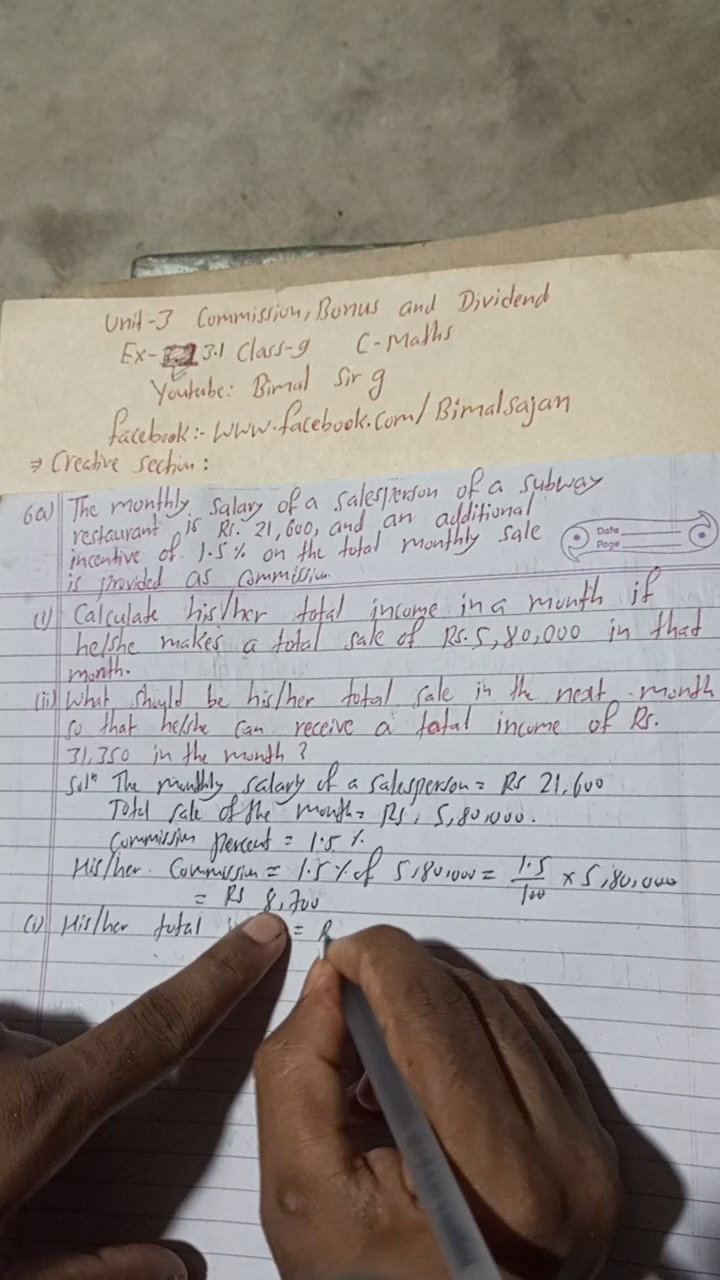 Unit-3 Commission, Bonus and Dividend
Ex- 3.1 Class-9 C-Maths
Youtube: Bimal Sir g
facebook:- www.facebook.com/Bimalsajan
⇒ Creative section:
6a) The monthly salary of a salesperson of a subway
restaurant is Rs. 21,600, and an additional
incentive of 1.5% on the total monthly sale
is provided as commission.
Date
Page
(i) Calculate his/her total income in a month if
he/she makes a total sale of Rs. 5,80,000 in that
month.
(ii) What should be his/her total sale in the next month
so that he/she can receive a total income of Rs.
31,350 in the month?
Solⁿ The monthly salary of a salesperson = Rs 21,600
Total sale of the month = Rs, 5,80,000.
Commission percent = 1.5 %.
His/her Commission = 1.5 % of 5,80,000 = 1.5/100 × 5,80,000
= Rs 8,700
(i) His/her total = R